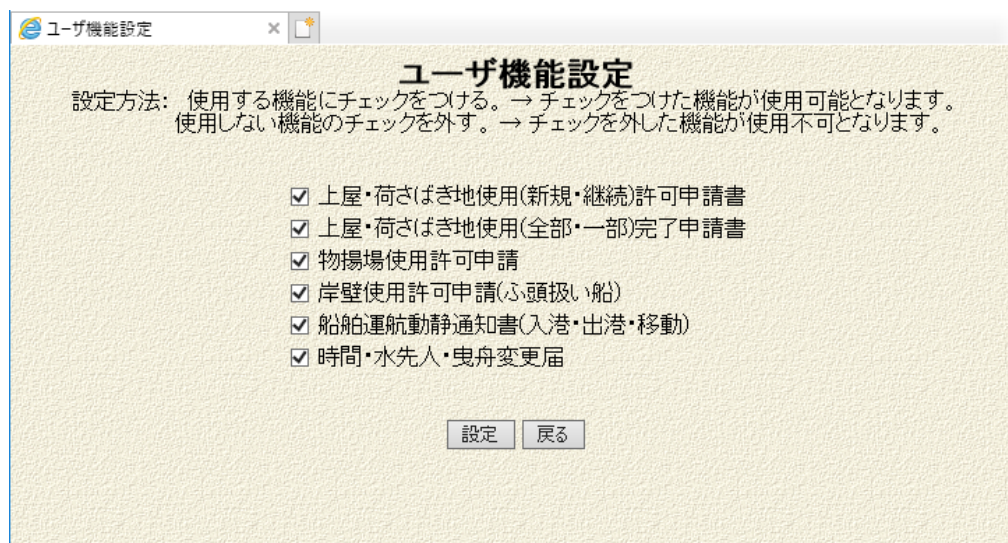 ユーザ機能設定
ユーザ機能設定
設定方法: 使用する機能にチェックをつける。→ チェックをつけた機能が使用可能となります。
使用しない機能のチェックを外す。→ チェックを外した機能が使用不可となります。
上屋・荷さばき地使用(新規・継続)許可申請書
上屋・荷さばき地使用(全部・一部)完了申請書
物揚場使用許可申請
岸壁使用許可申請(ふ頭扱い船)
船舶運航動静通知書(入港・出港・移動)
時間・水先人・曳舟変更届
設定 戻る